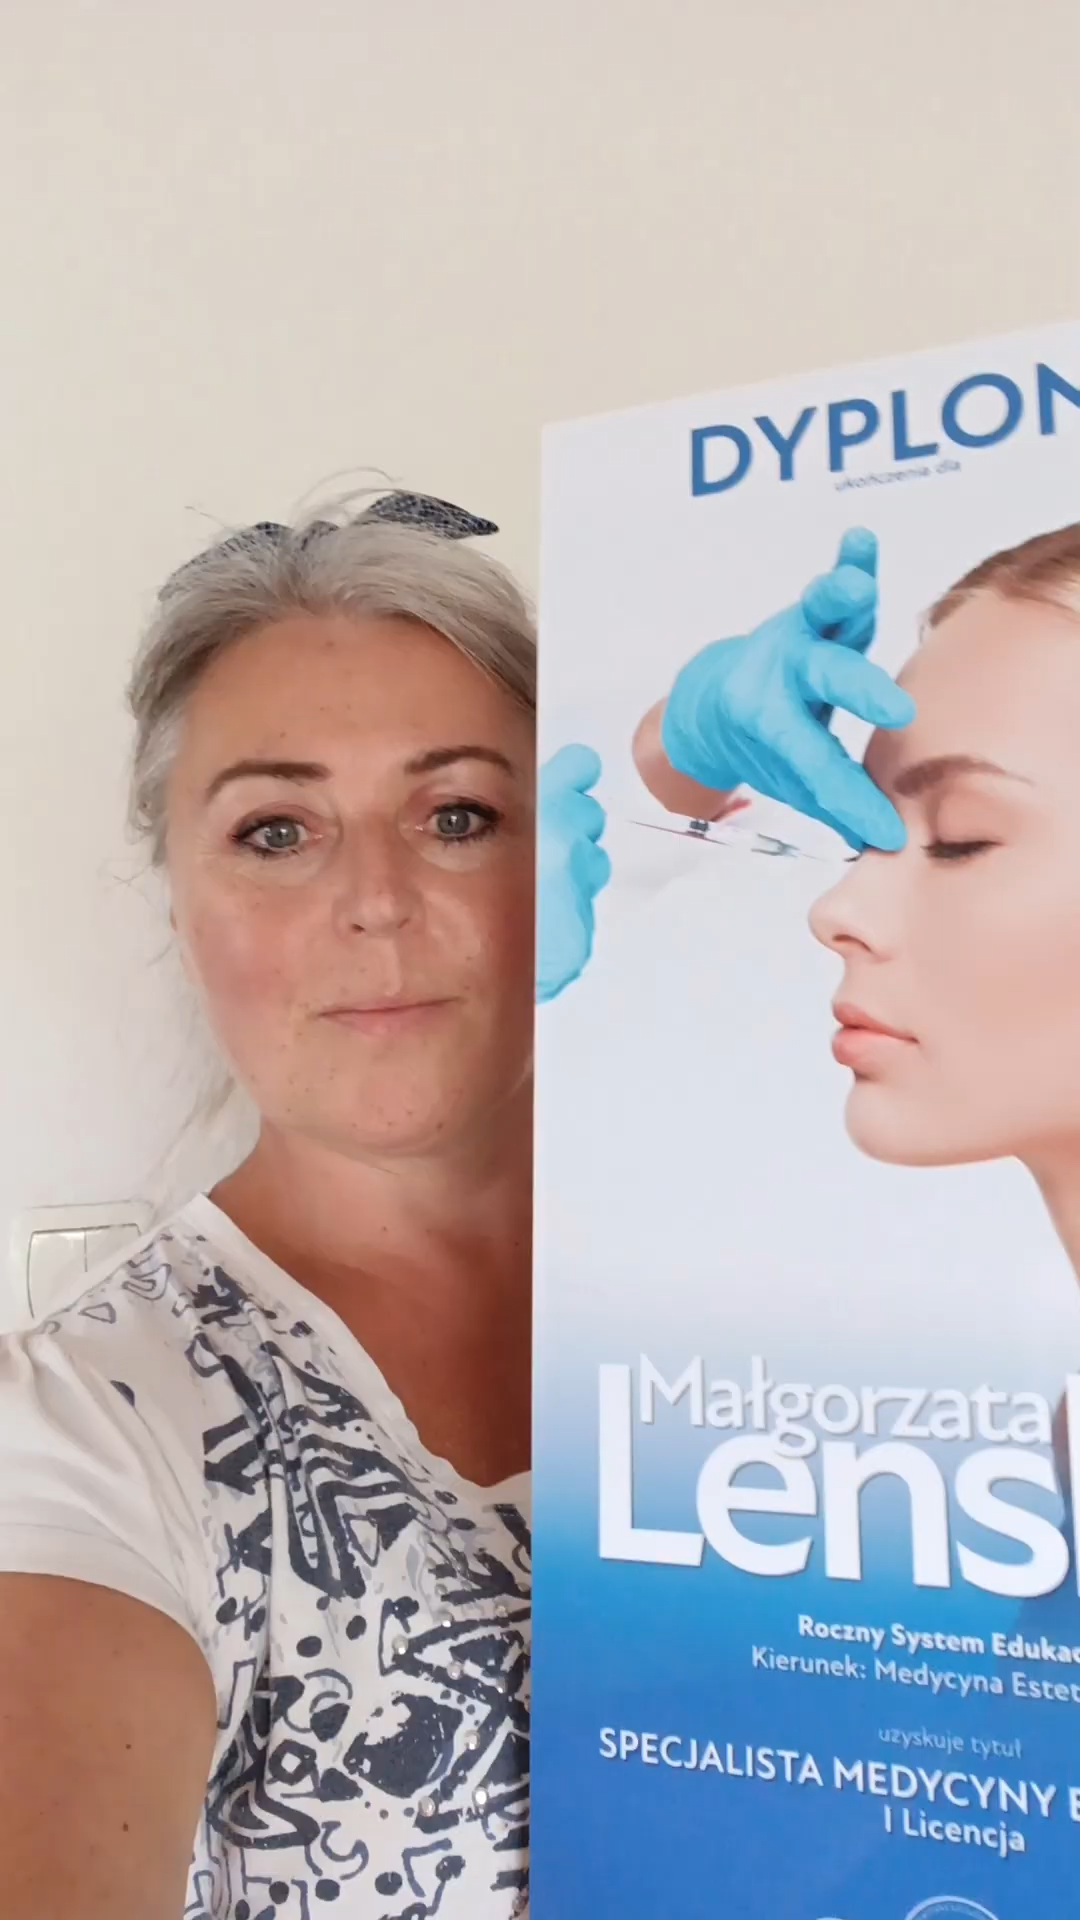 DYPLOM
ukończenia dla
Małgorzata
Lens
Roczny System Edukac
Kierunek: Medycyna Estet
uzyskuje tytuł
SPECJALISTA MEDYCYNY E
I Licencja